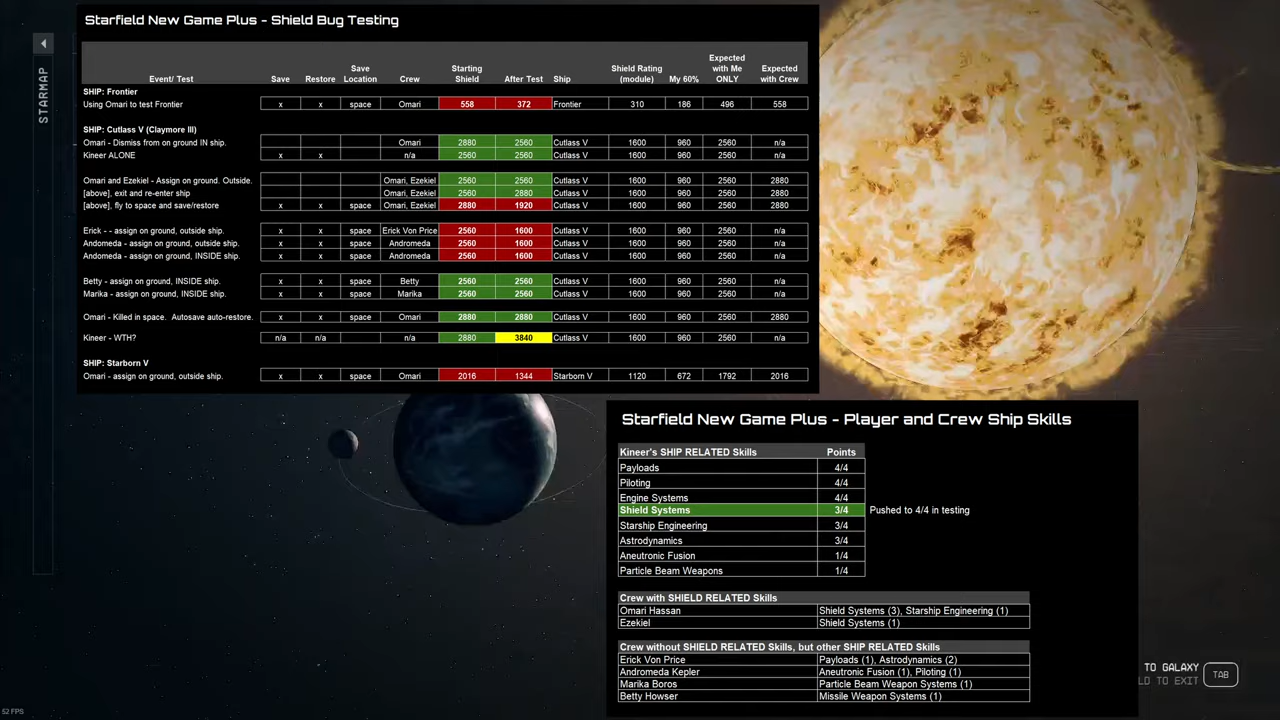 Starfield New Game Plus - Shield Bug Testing
Event/ Test Save Restore Save Location Crew Starting Shield After Test Ship Shield Rating (module) My 60% Expected with Me ONLY Expected with Crew
SHIP: Frontier
Using Omari to test Frontier x x space Omari 558 372 Frontier 310 186 496 558
SHIP: Cutlass V (Claymore III)
Omari - Dismiss from on ground IN ship. Omari 2880 2560 Cutlass V 1600 960 2560 n/a
Kineer ALONE x x n/a 2560 2560 Cutlass V 1600 960 2560 n/a
Omari and Ezekiel - Assign on ground. Outside. Omari, Ezekiel 2560 2560 Cutlass V 1600 960 2560 2880
[above], exit and re-enter ship Omari, Ezekiel 2560 2880 Cutlass V 1600 960 2560 2880
[above], fly to space and save/restore x x space Omari, Ezekiel 2880 1920 Cutlass V 1600 960 2560 2880
Erick - - assign on ground, outside ship. x x space Erick Von Price 2560 1600 Cutlass V 1600 960 2560 n/a
Andomeda - assign on ground, outside ship. x x space Andromeda 2560 1600 Cutlass V 1600 960 2560 n/a
Andomeda - assign on ground, INSIDE ship. x x space Andromeda 2560 1600 Cutlass V 1600 960 2560 n/a
Betty - assign on ground, INSIDE ship. x x space Betty 2560 2560 Cutlass V 1600 960 2560 n/a
Marika - assign on ground, INSIDE ship. x x space Marika 2560 2560 Cutlass V 1600 960 2560 n/a
Omari - Killed in space. Autosave auto-restore. x x space Omari 2880 2880 Cutlass V 1600 960 2560 2880
Kineer - WTH? n/a n/a n/a 2880 3840 Cutlass V 1600 960 2560 n/a
SHIP: Starborn V
Omari - assign on ground, outside ship. x x space Omari 2016 1344 Starborn V 1120 672 1792 2016
STARMAP
Starfield New Game Plus - Player and Crew Ship Skills
Kineer's SHIP RELATED Skills Points
Payloads 4/4
Piloting 4/4
Engine Systems 4/4
Shield Systems 3/4 Pushed to 4/4 in testing
Starship Engineering 3/4
Astrodynamics 3/4
Aneutronic Fusion 1/4
Particle Beam Weapons 1/4
Crew with SHIELD RELATED Skills
Omari Hassan Shield Systems (3), Starship Engineering (1)
Ezekiel Shield Systems (1)
Crew without SHIELD RELATED Skills, but other SHIP RELATED Skills
Erick Von Price Payloads (1), Astrodynamics (2)
Andromeda Kepler Aneutronic Fusion (1), Piloting (1)
Marika Boros Particle Beam Weapon Systems (1)
Betty Howser Missile Weapon Systems (1)
TO GALAXY
LD TO EXIT
TAB
52 FPS